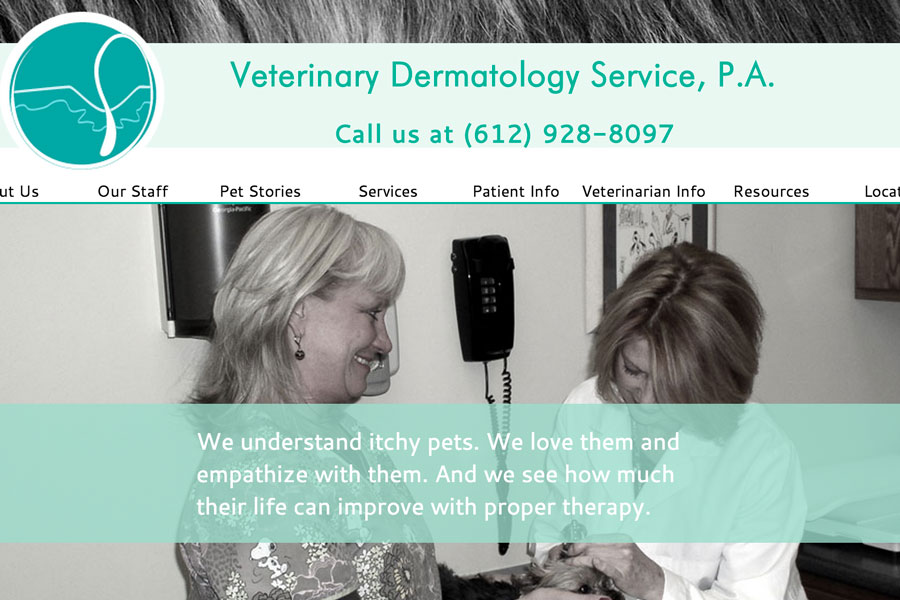 Veterinary Dermatology Service, P.A.
Call us at (612) 928-8097
ut Us Our Staff Pet Stories Services Patient Info Veterinarian Info Resources Locat
Georgia-Pacific
We understand itchy pets. We love them and
empathize with them. And we see how much
their life can improve with proper therapy.